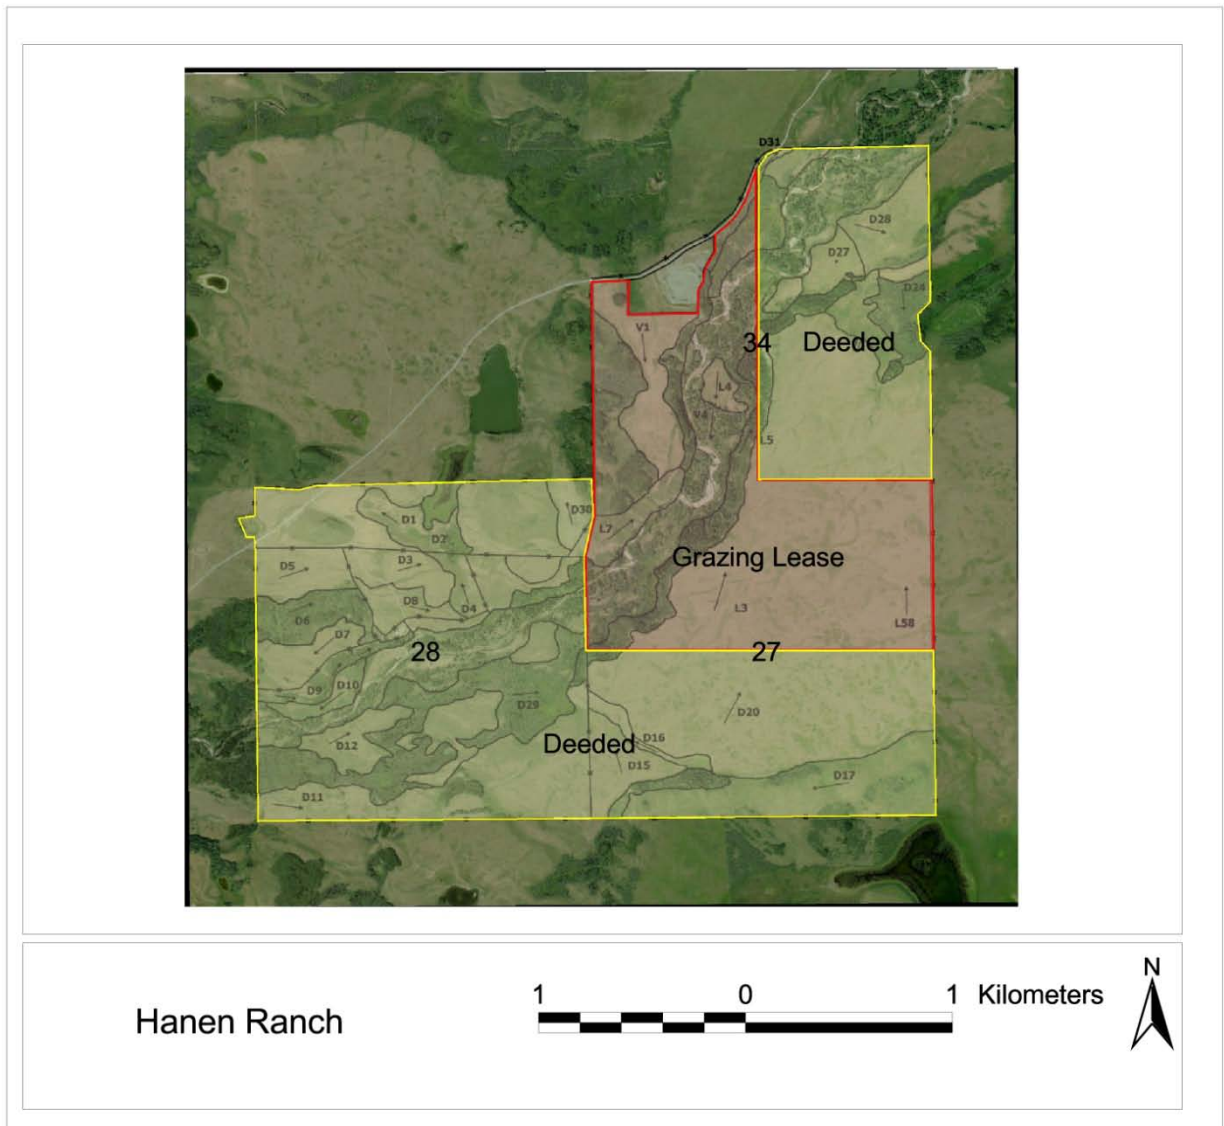 D31
D28
D27
D24
V1
34 Deeded
L4
V4
L5
D30
D1
L7
D2
D3
Grazing Lease
D5
D8
D4
L3
D6
L58
D7
28
27
D10
D9
D29
D20
D16
Deeded
D12
D15
D17
D11
N
1 0 1 Kilometers
Hanen Ranch